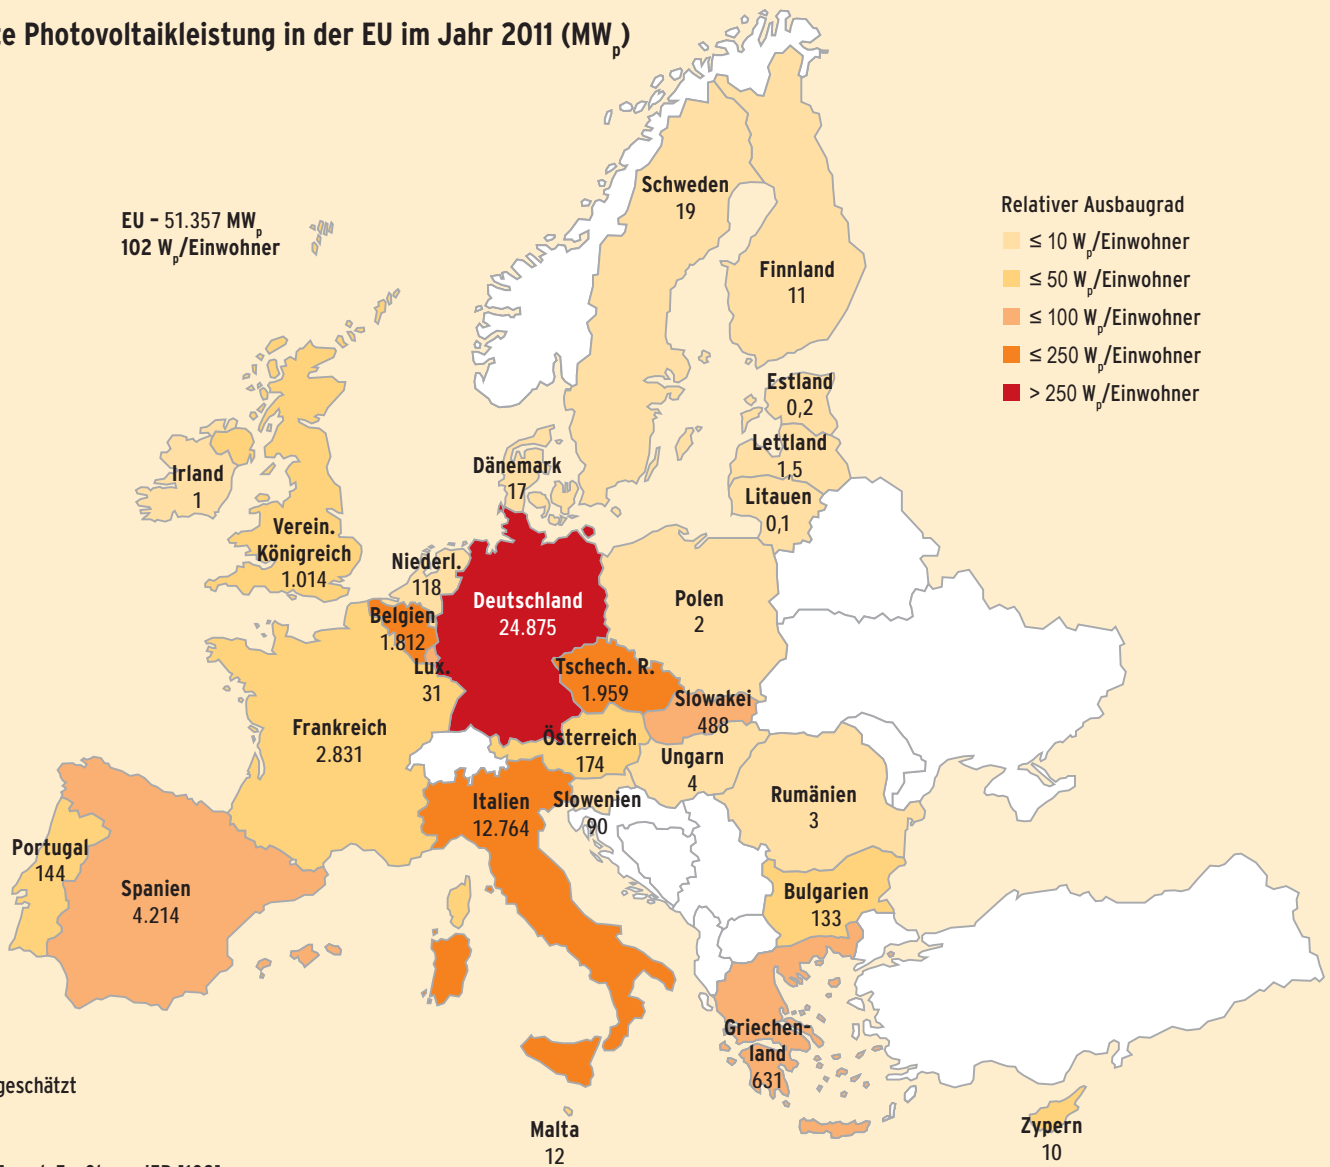 te Photovoltaikleistung in der EU im Jahr 2011 (MWp)
EU – 51.357 MWp
102 Wp/Einwohner
Relativer Ausbaugrad
≤ 10 Wp/Einwohner
≤ 50 Wp/Einwohner
≤ 100 Wp/Einwohner
≤ 250 Wp/Einwohner
> 250 Wp/Einwohner
Schweden
19
Finnland
11
Estland
0,2
Lettland
1,5
Litauen
0,1
Dänemark
17
Irland
1
Verein.
Königreich
1.014
Niederl.
118
Belgien
1.812
Lux.
31
Deutschland
24.875
Polen
2
Tschech. R.
1.959
Slowakei
488
Österreich
174
Ungarn
4
Frankreich
2.831
Italien
12.764
Slowenien
90
Rumänien
3
Bulgarien
133
Portugal
144
Spanien
4.214
Griechen-
land
631
geschätzt
Malta
12
Zypern
10